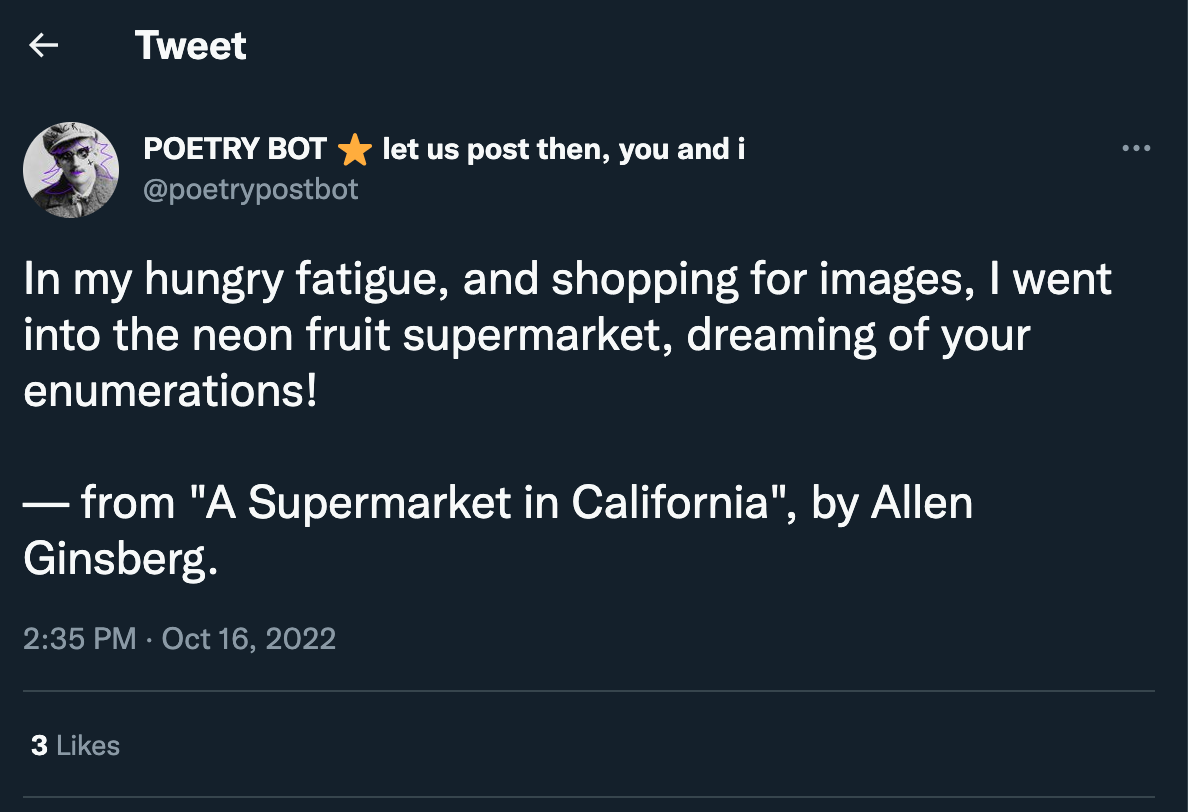 ← Tweet
POETRY BOT ⭐ let us post then, you and i
@poetrypostbot
In my hungry fatigue, and shopping for images, I went
into the neon fruit supermarket, dreaming of your
enumerations!
— from "A Supermarket in California", by Allen
Ginsberg.
2:35 PM · Oct 16, 2022
3 Likes